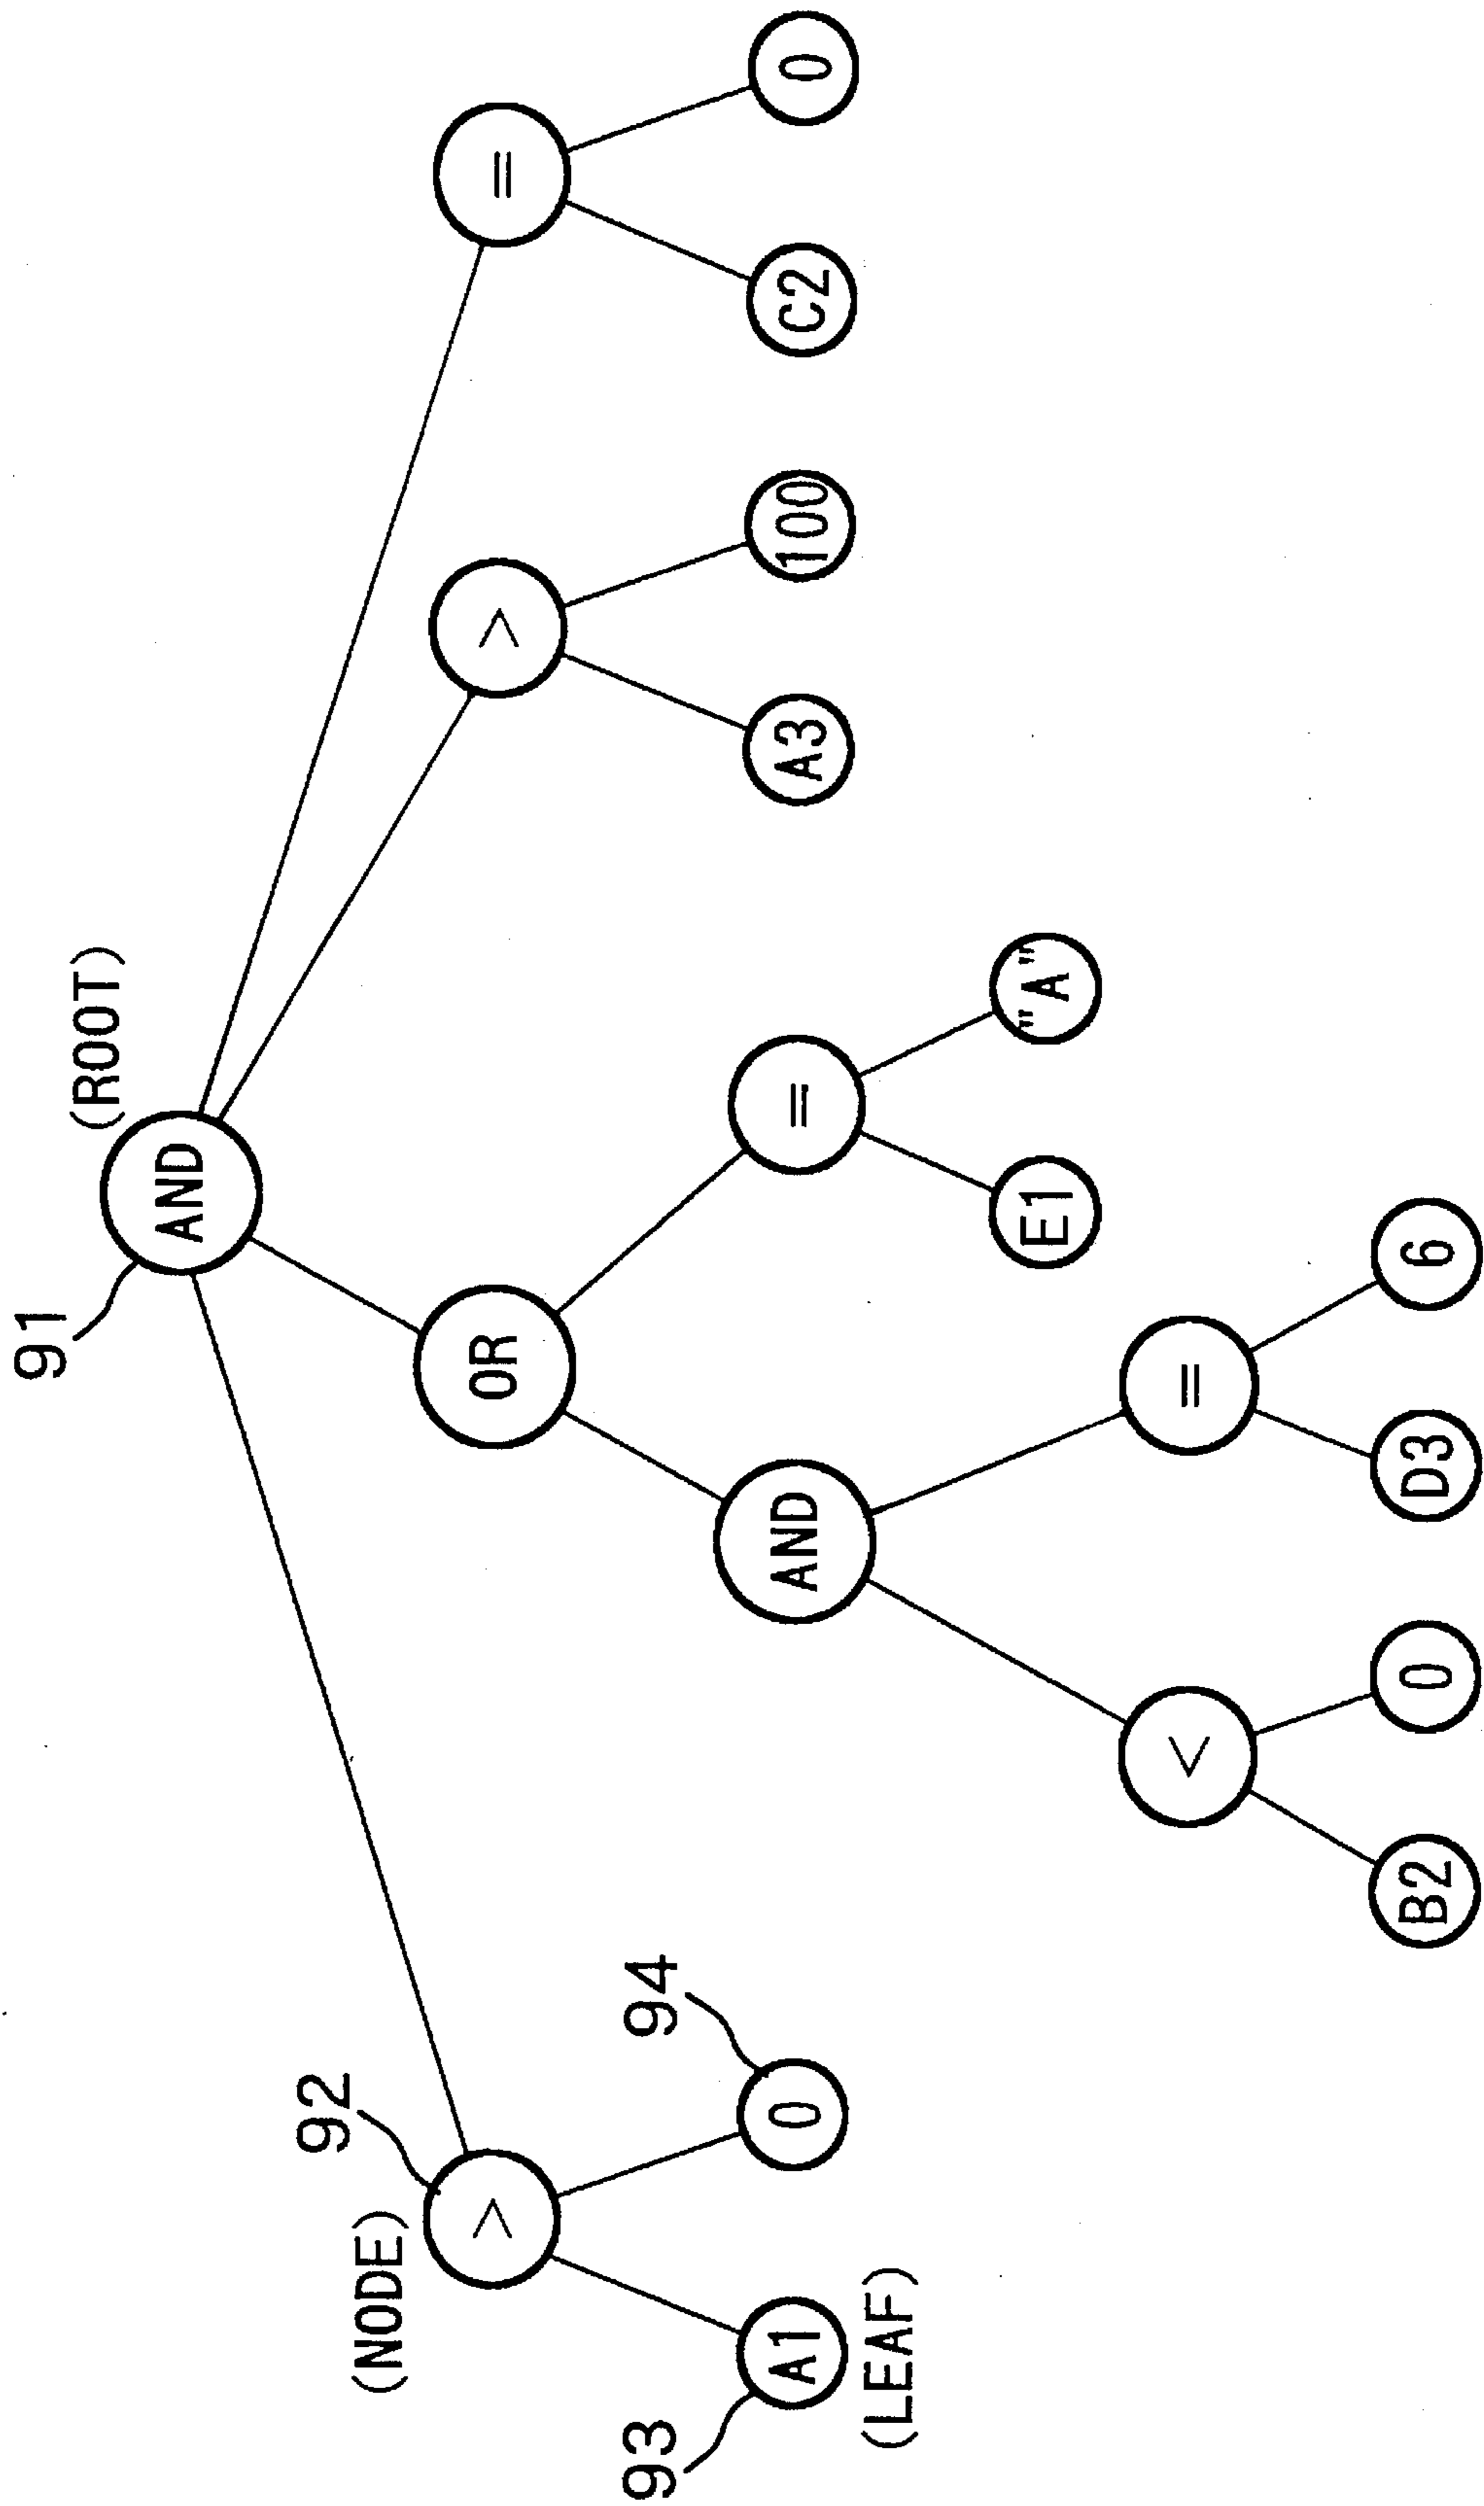 91
(ROOT)
AND
92
(NODE)
>
OR
>
=
93
94
A1
0
AND
=
A3
100
C2
0
(LEAF)
E1
"A"
<
=
B2
0
D3
6